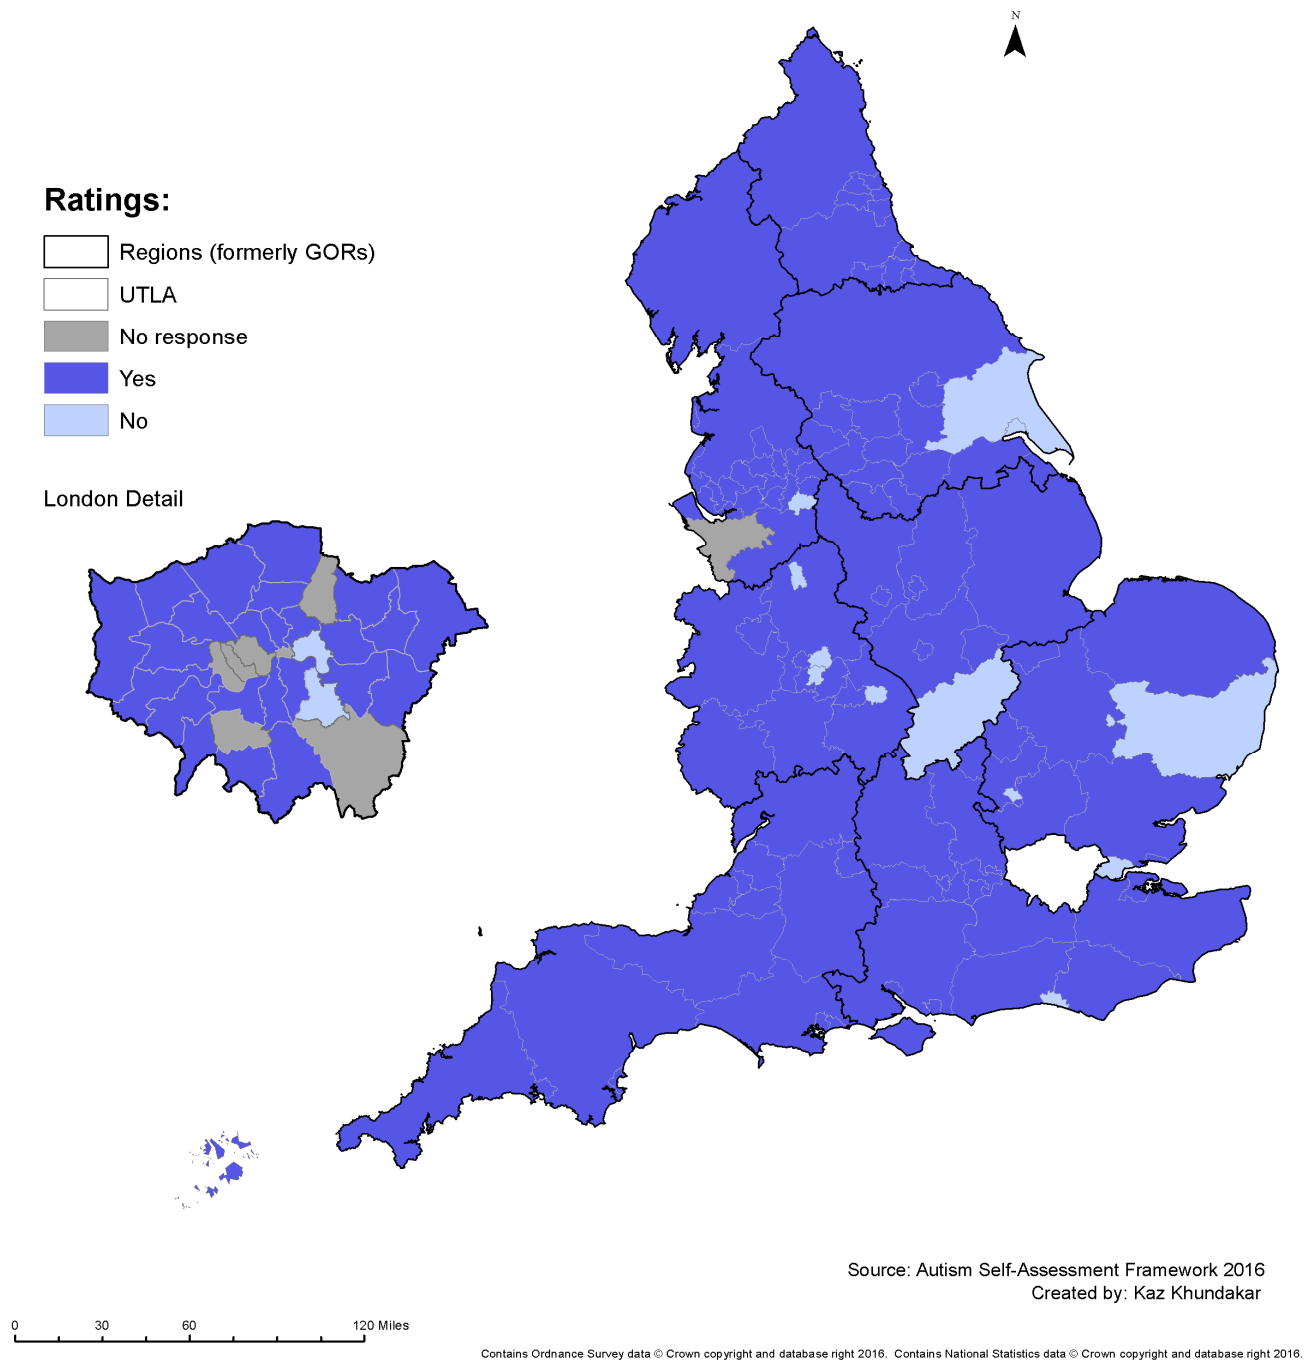 N
Ratings:
Regions (formerly GORs)
UTLA
No response
Yes
No
London Detail
Source: Autism Self-Assessment Framework 2016
Created by: Kaz Khundakar
0 30 60 120 Miles
Contains Ordnance Survey data © Crown copyright and database right 2016. Contains National Statistics data © Crown copyright and database right 2016.